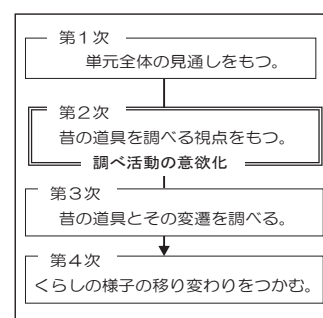 第１次
単元全体の見通しをもつ。
第２次
昔の道具を調べる視点をもつ。
調べ活動の意欲化
第３次
昔の道具とその変遷を調べる。
第４次
くらしの様子の移り変わりをつかむ。